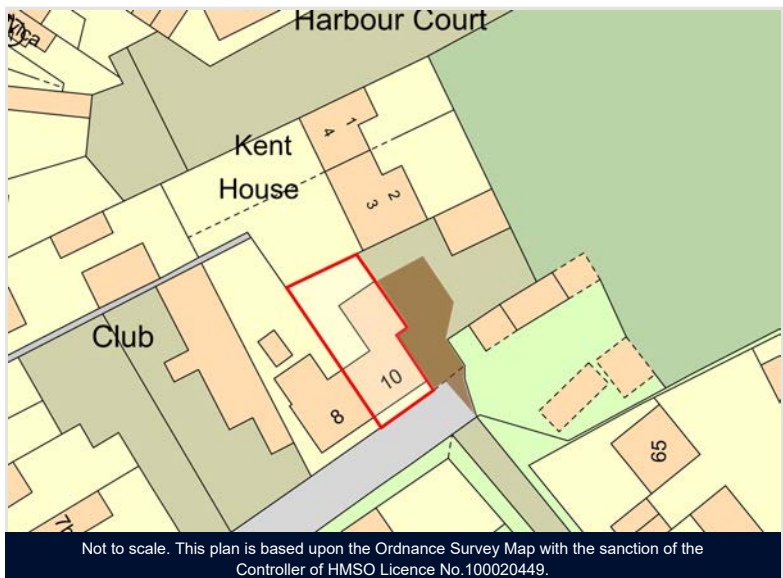 Harbour Court
Kent
House
1
4
2
3
Club
10
8
65
Not to scale. This plan is based upon the Ordnance Survey Map with the sanction of the
Controller of HMSO Licence No.100020449.